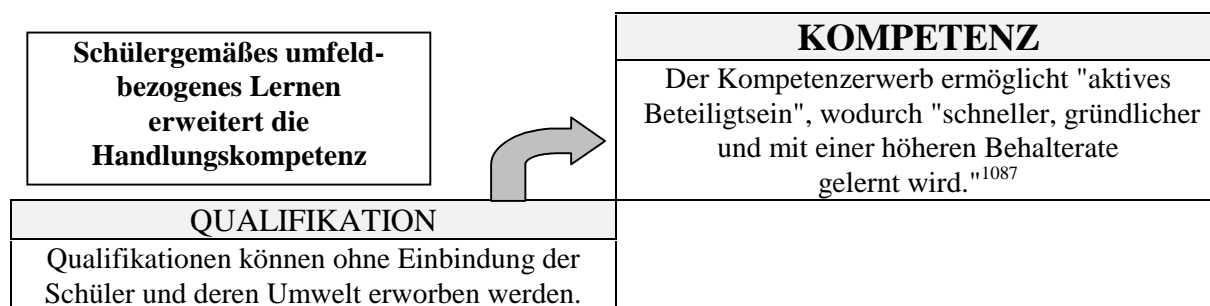 Schülergemäßes umfeld-
bezogenes Lernen
erweitert die
Handlungskompetenz
KOMPETENZ
Der Kompetenzerwerb ermöglicht "aktives
Beteiligtsein", wodurch "schneller, gründlicher
und mit einer höheren Behalterate
gelernt wird."1087
QUALIFIKATION
Qualifikationen können ohne Einbindung der
Schüler und deren Umwelt erworben werden.